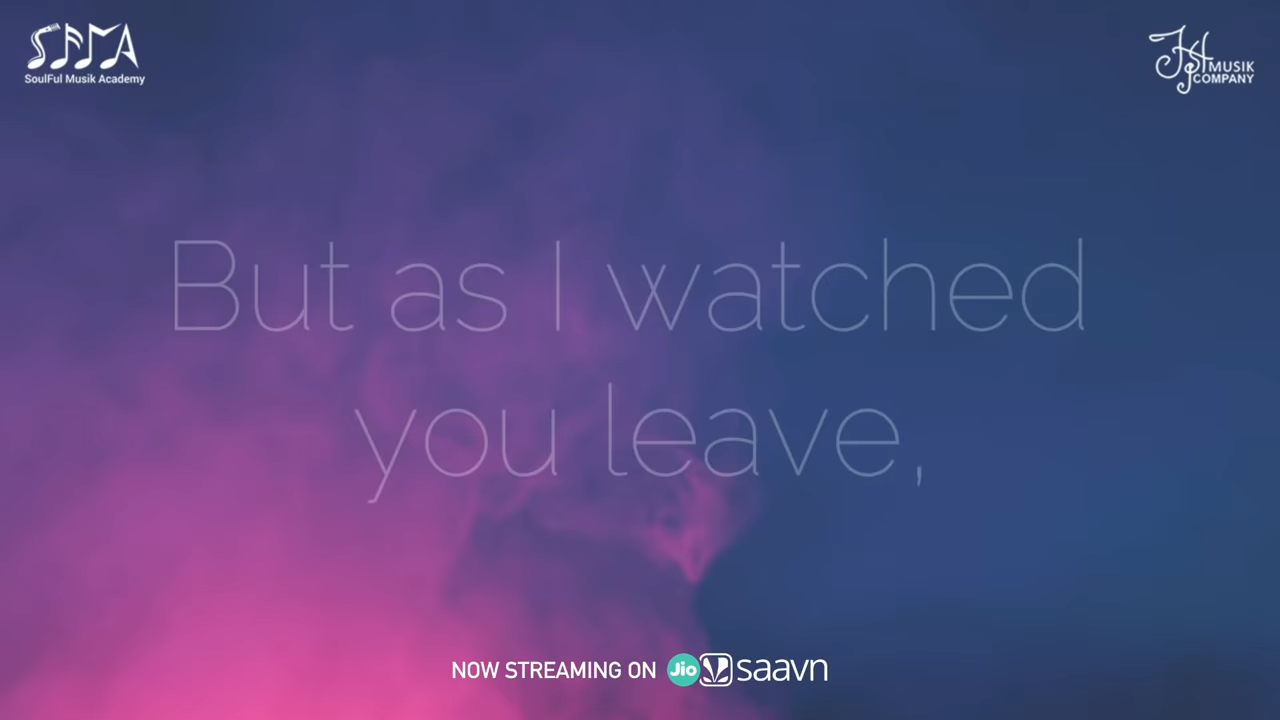 SoulFul Musik Academy
MUSIK
COMPANY
But as I watched
you leave,
NOW STREAMING ON Jio saavn